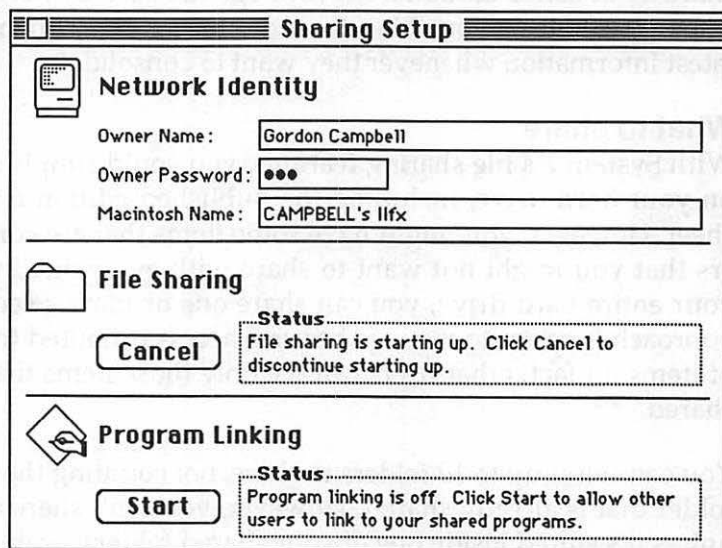 Sharing Setup
Network Identity
Owner Name:
Gordon Campbell
Owner Password:
●●●
Macintosh Name:
CAMPBELL's IIfx
File Sharing
Status
Cancel
File sharing is starting up. Click Cancel to
discontinue starting up.
Program Linking
Status
Start
Program linking is off. Click Start to allow other
users to link to your shared programs.